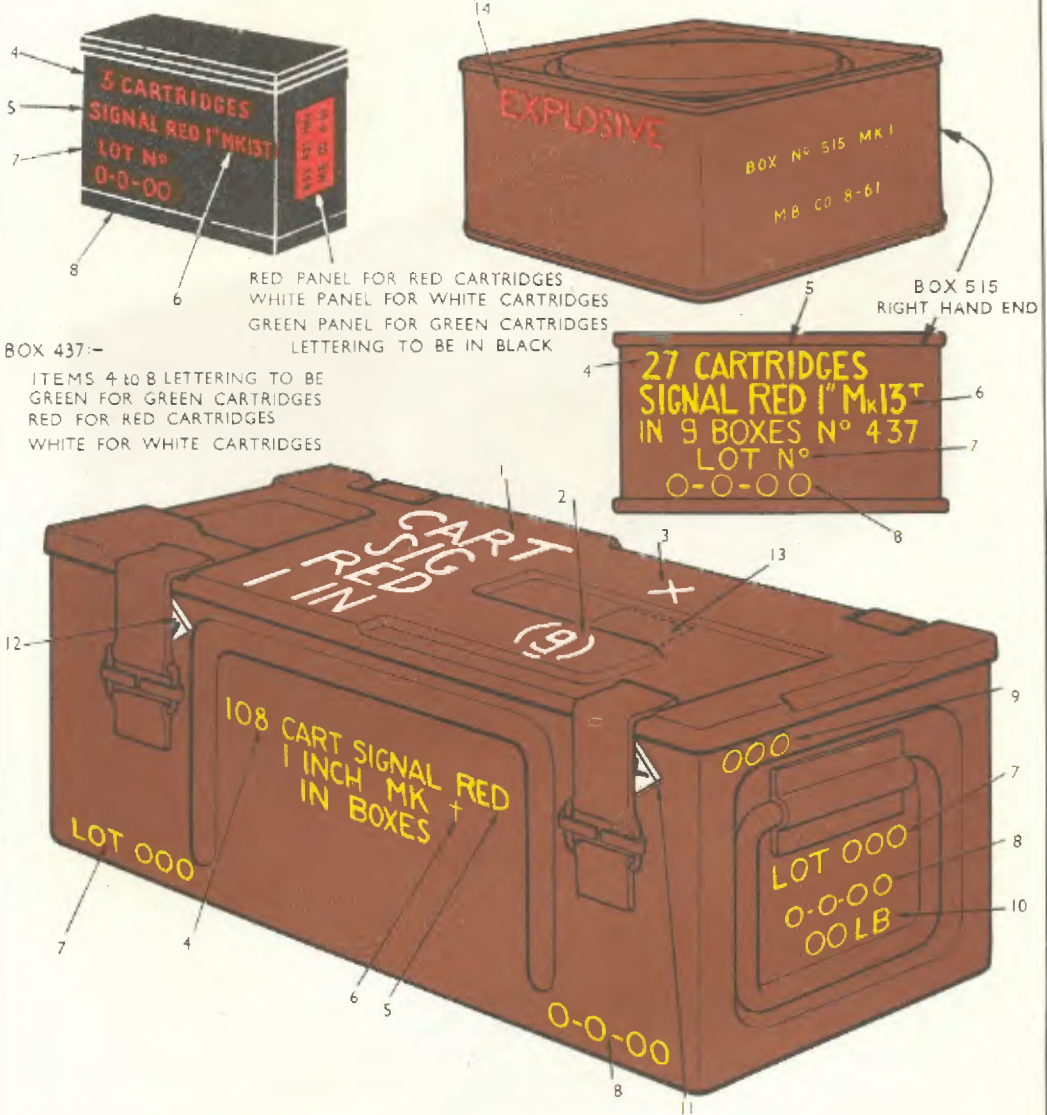 14
4
5
7
8
6
3 CARTRIDGES
SIGNAL RED 1" MK13T
LOT Nº
0-0-00
EXPLOSIVE
BOX Nº 515 MK I
MB CO 8-61
RED PANEL FOR RED CARTRIDGES
WHITE PANEL FOR WHITE CARTRIDGES
GREEN PANEL FOR GREEN CARTRIDGES
LETTERING TO BE IN BLACK
BOX 515
RIGHT HAND END
BOX 437:-
ITEMS 4 to 8 LETTERING TO BE
GREEN FOR GREEN CARTRIDGES
RED FOR RED CARTRIDGES
WHITE FOR WHITE CARTRIDGES
5
4
27 CARTRIDGES
SIGNAL RED 1" Mk13T
IN 9 BOXES Nº 437
LOT Nº
0-0-00
6
7
8
1
2
3
13
CART
SIG
RED
1 IN
(9)
X
12
9
7
8
10
108 CART SIGNAL RED
1 INCH MK †
IN BOXES
LOT 000
0-0-00
000
LOT 000
0-0-00
00 LB
7
4
6
5
8
11